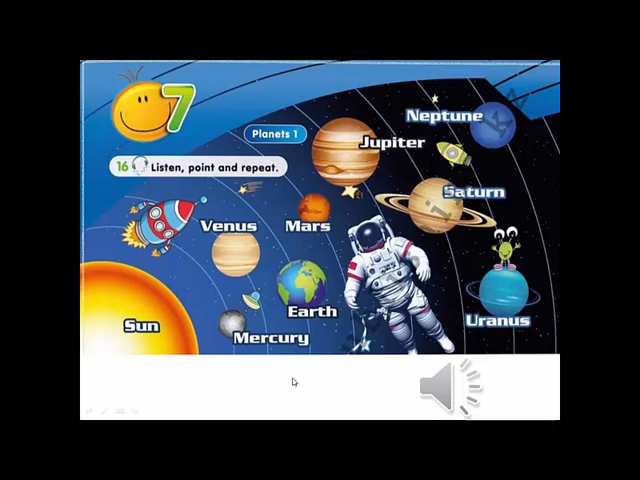 7
Planets 1
16 Listen, point and repeat.
Neptune
Jupiter
Saturn
Venus
Mars
Earth
Uranus
Sun
Mercury